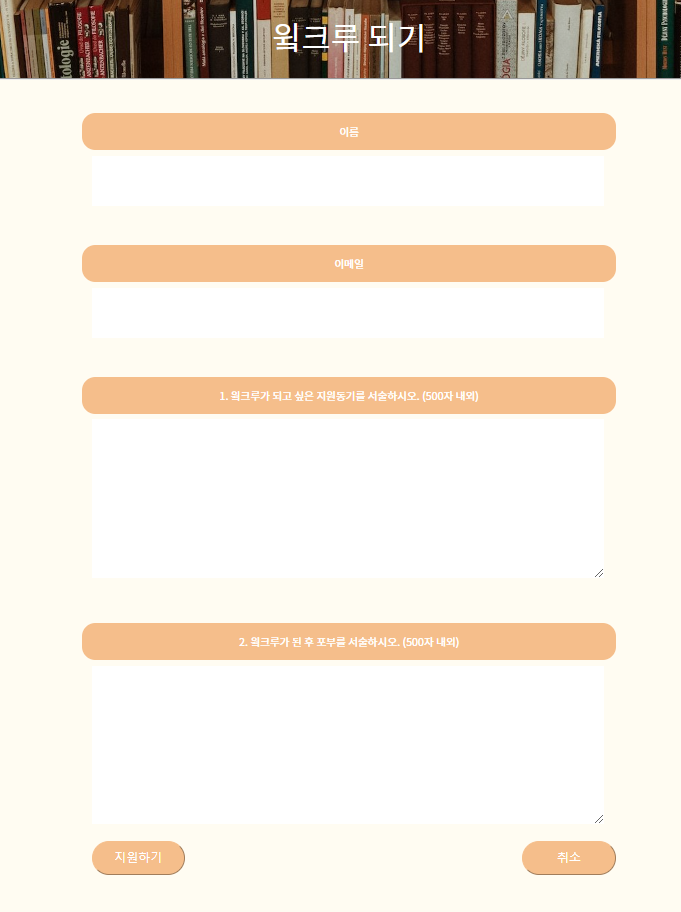 웤크루 되기
이름
이메일
1. 웤크루가 되고 싶은 지원동기를 서술하시오. (500자 내외)
2. 웤크루가 된 후 포부를 서술하시오. (500자 내외)
지원하기
취소